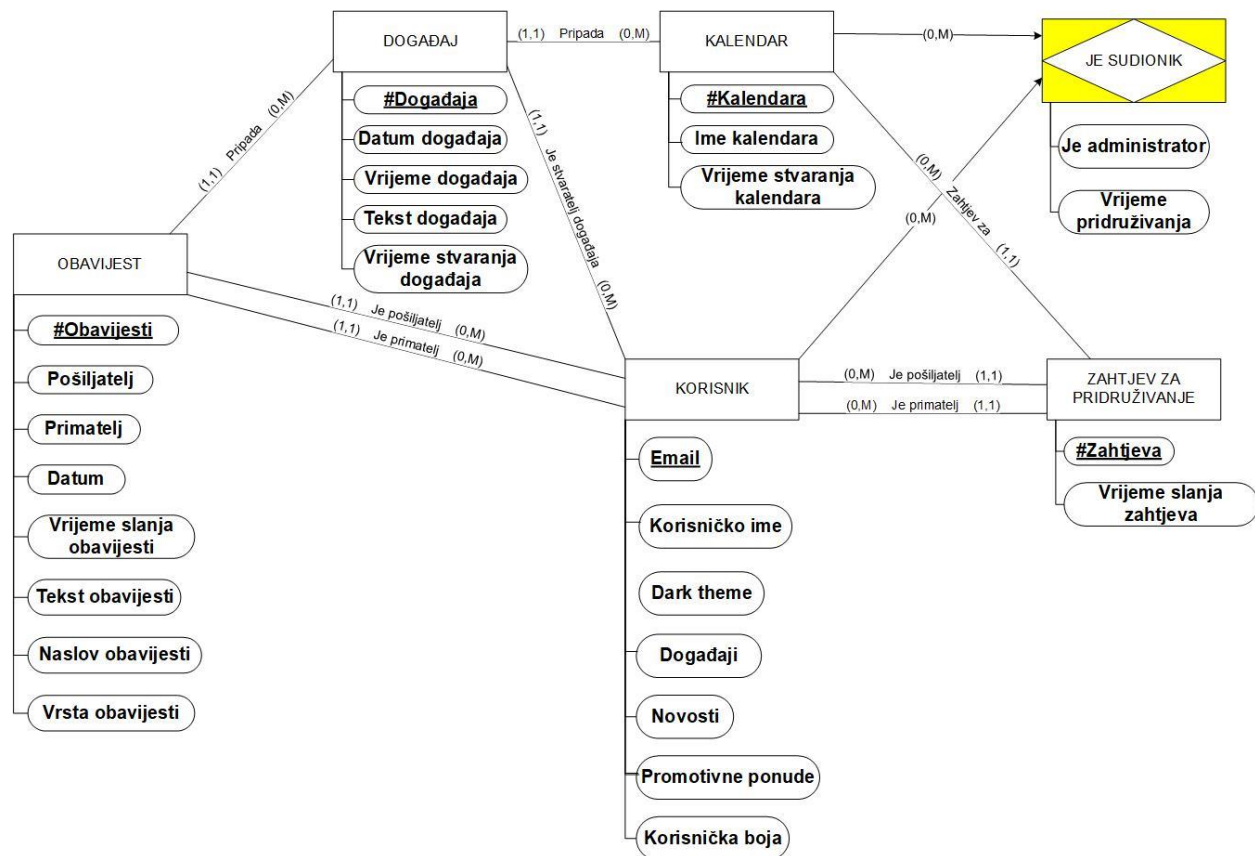 DOGAĐAJ
#Događaja
Datum događaja
Vrijeme događaja
Tekst događaja
Vrijeme stvaranja
događaja
(1,1) Pripada (0,M)
KALENDAR
#Kalendara
Ime kalendara
Vrijeme stvaranja
kalendara
(0,M)
JE SUDIONIK
Je administrator
Vrijeme
pridruživanja
(0,M)
(1,1) Pripada (0,M)
(1,1) Je stvaratelj događaja (0,M)
(0,M) Zahtjev za (1,1)
OBAVIJEST
#Obavijesti
Pošiljatelj
Primatelj
Datum
Vrijeme slanja
obavijesti
Tekst obavijesti
Naslov obavijesti
Vrsta obavijesti
(1,1) Je pošiljatelj (0,M)
(1,1) Je primatelj (0,M)
KORISNIK
Email
Korisničko ime
Dark theme
Događaji
Novosti
Promotivne ponude
Korisnička boja
(0,M) Je pošiljatelj (1,1)
(0,M) Je primatelj (1,1)
ZAHTJEV ZA
PRIDRUŽIVANJE
#Zahtjeva
Vrijeme slanja
zahtjeva